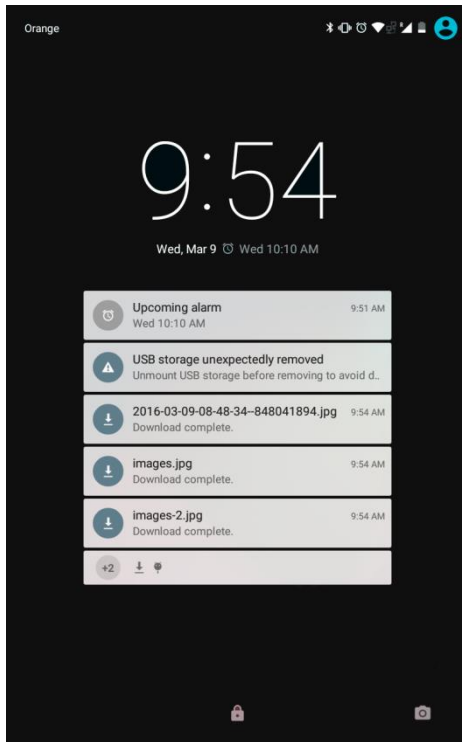 Orange
9:54
Wed, Mar 9 Wed 10:10 AM
Upcoming alarm 9:51 AM
Wed 10:10 AM
USB storage unexpectedly removed
Unmount USB storage before removing to avoid d..
2016-03-09-08-48-34--848041894.jpg 9:54 AM
Download complete.
images.jpg 9:54 AM
Download complete.
images-2.jpg 9:54 AM
Download complete.
+2